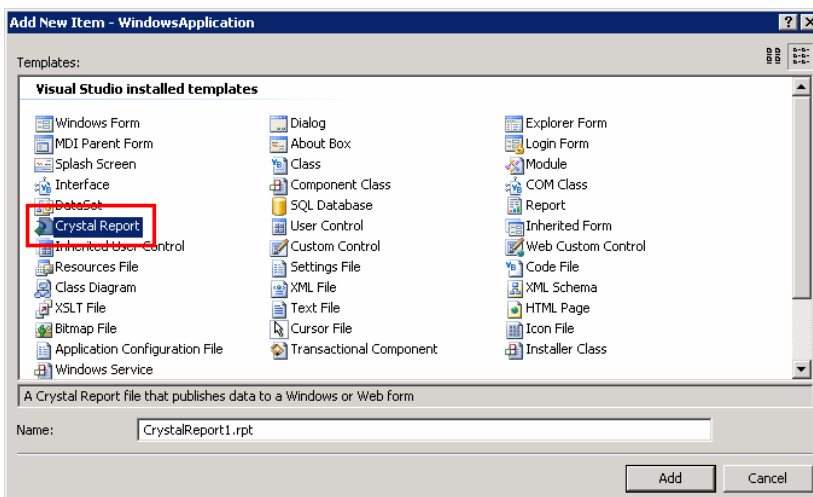 Add New Item - WindowsApplication
Templates:
Visual Studio installed templates
Windows Form Dialog Explorer Form
MDI Parent Form About Box Login Form
Splash Screen Class Module
Interface Component Class COM Class
DataSet SQL Database Report
Crystal Report User Control Inherited Form
Inherited User Control Custom Control Web Custom Control
Resources File Settings File Code File
Class Diagram XML File XML Schema
XSLT File Text File HTML Page
Bitmap File Cursor File Icon File
Application Configuration File Transactional Component Installer Class
Windows Service
A Crystal Report file that publishes data to a Windows or Web form
Name: CrystalReport1.rpt
Add Cancel